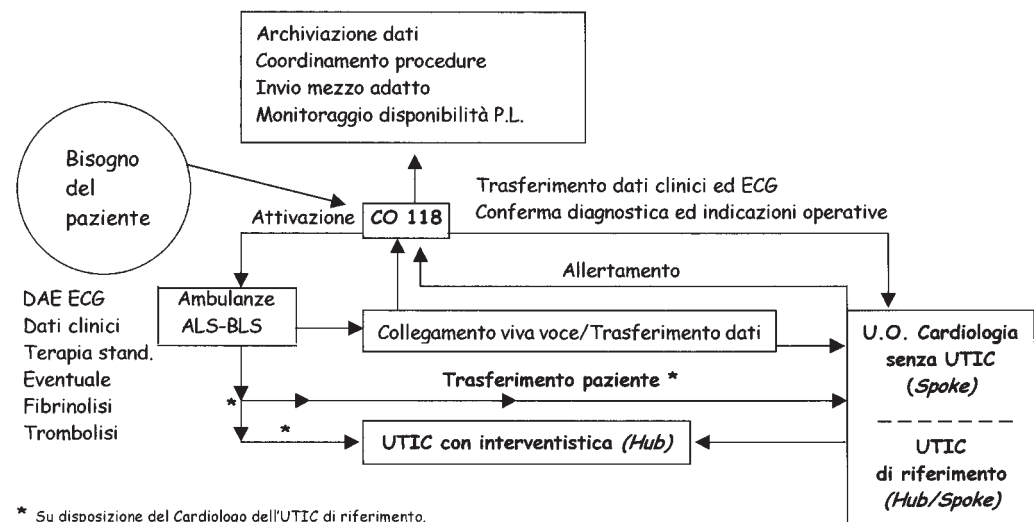 Archiviazione dati
Coordinamento procedure
Invio mezzo adatto
Monitoraggio disponibilità P.L.
Bisogno
del
paziente
Trasferimento dati clinici ed ECG
Conferma diagnostica ed indicazioni operative
Attivazione
CO 118
Allertamento
DAE ECG
Dati clinici
Terapia stand.
Eventuale
Fibrinolisi
Trombolisi
Ambulanze
ALS-BLS
Collegamento viva voce/Trasferimento dati
U.O. Cardiologia
senza UTIC
(Spoke)
Trasferimento paziente *
*
*
UTIC con interventistica (Hub)
UTIC
di riferimento
(Hub/Spoke)
* Su disposizione del Cardiologo dell'UTIC di riferimento.